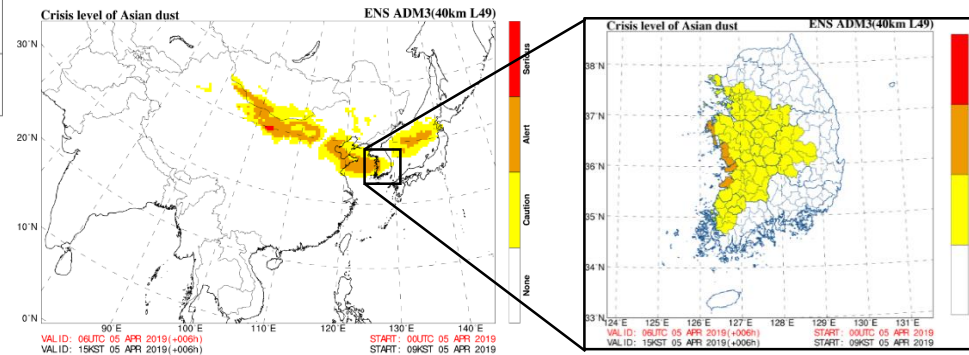 Crisis level of Asian dust ENS ADM3(40km L49)
30°N
20°N
10°N
0°N
90 E 100 E 110 E 120 E 130 E 140 E
Serious
Alert
Caution
None
VALID: 06UTC 05 APR 2019(+006h) START: 00UTC 05 APR 2019
VALID: 15KST 05 APR 2019(+006h) START: 09KST 05 APR 2019
Crisis level of Asian dust ENS ADM3(40km L49)
38°N
37°N
36°N
35°N
34°N
33°N
124 E 125 E 126 E 127 E 128 E 129 E 130 E 131 E
VALID: 06UTC 05 APR 2019(+006h) START: 00UTC 05 APR 2019
VALID: 15KST 05 APR 2019(+006h) START: 09KST 05 APR 2019